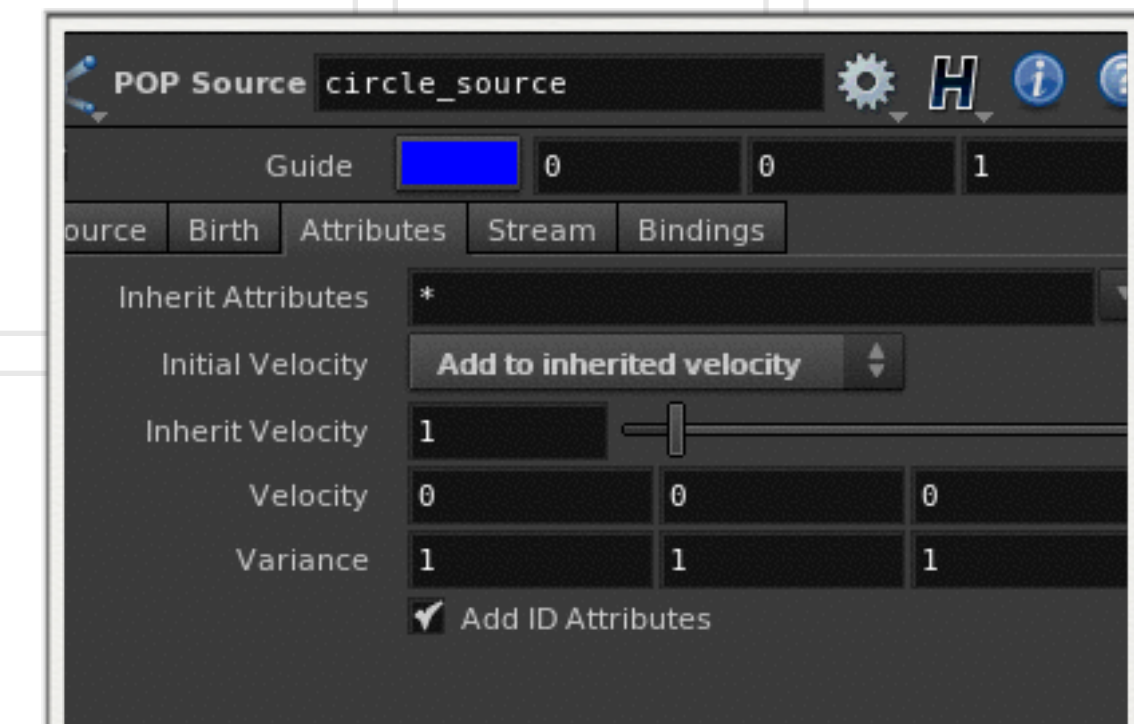 POP Source circle_source
Guide 0 0 1
ource Birth Attributes Stream Bindings
Inherit Attributes *
Initial Velocity Add to inherited velocity
Inherit Velocity 1
Velocity 0 0 0
Variance 1 1 1
Add ID Attributes